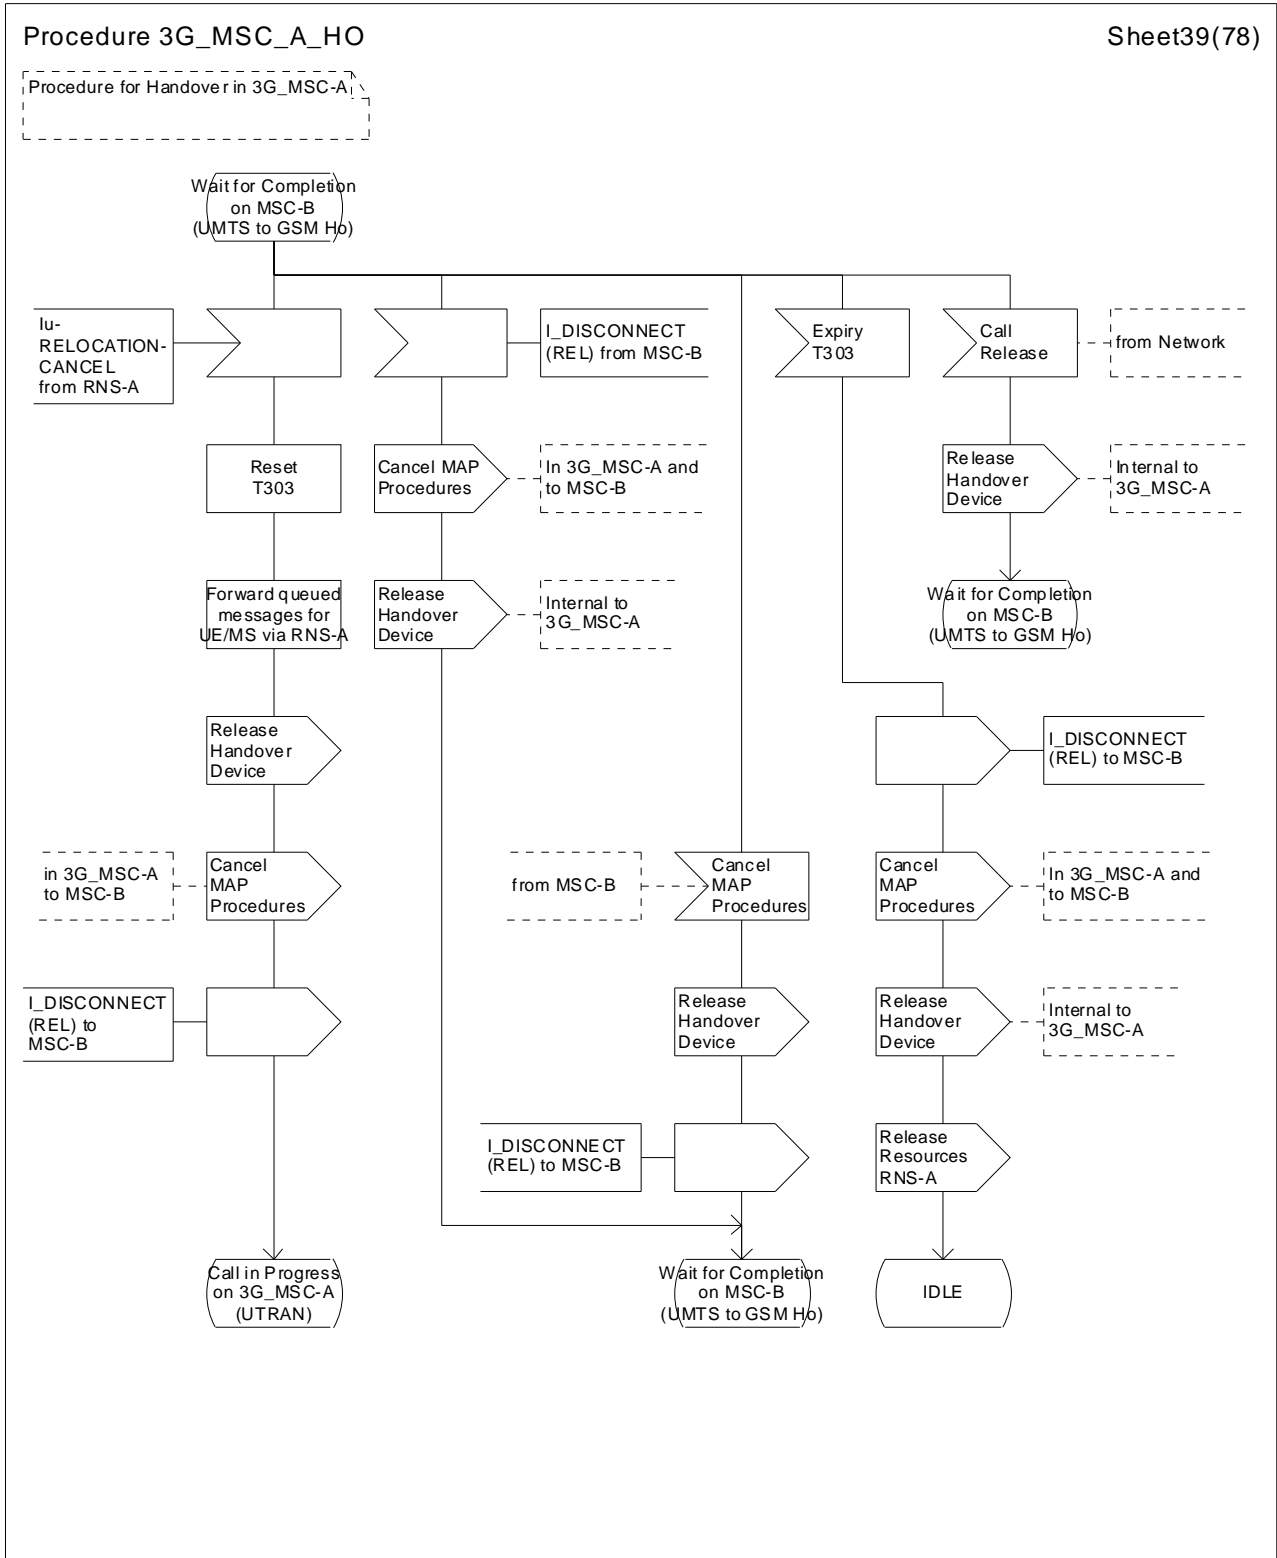 Procedure 3G_MSC_A_HO
Sheet39(78)
Procedure for Handover in 3G_MSC-A
Wait for Completion
on MSC-B
(UMTS to GSM Ho)
Iu-
RELOCATION-
CANCEL
from RNS-A
I_DISCONNECT
(REL) from MSC-B
Expiry
T303
Call
Release
from Network
Reset
T303
Cancel MAP
Procedures
In 3G_MSC-A and
to MSC-B
Release
Handover
Device
Internal to
3G_MSC-A
Forward queued
messages for
UE/MS via RNS-A
Release
Handover
Device
Internal to
3G_MSC-A
Wait for Completion
on MSC-B
(UMTS to GSM Ho)
Release
Handover
Device
I_DISCONNECT
(REL) to MSC-B
in 3G_MSC-A
to MSC-B
Cancel
MAP
Procedures
from MSC-B
Cancel
MAP
Procedures
Cancel
MAP
Procedures
In 3G_MSC-A and
to MSC-B
I_DISCONNECT
(REL) to
MSC-B
Release
Handover
Device
Release
Handover
Device
Internal to
3G_MSC-A
I_DISCONNECT
(REL) to MSC-B
Release
Resources
RNS-A
Call in Progress
on 3G_MSC-A
(UTRAN)
Wait for Completion
on MSC-B
(UMTS to GSM Ho)
IDLE